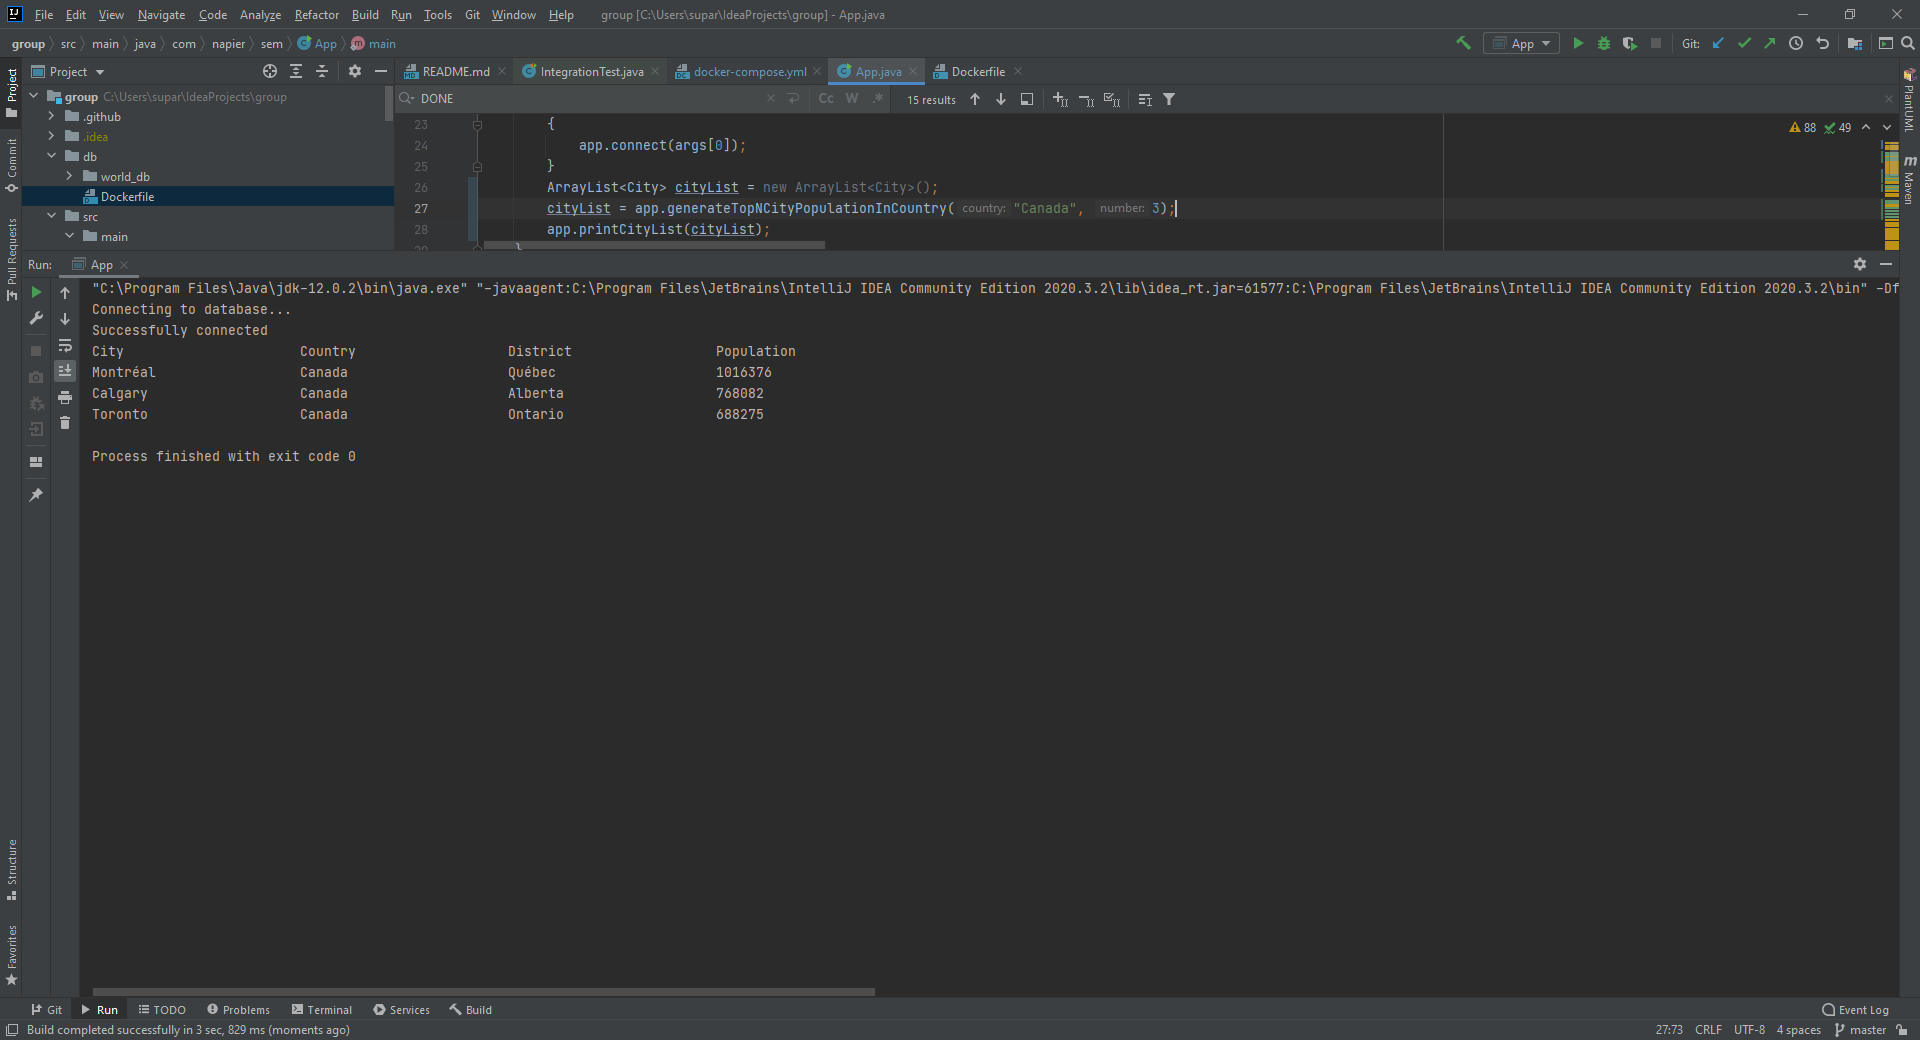 File Edit View Navigate Code Analyze Refactor Build Run Tools Git Window Help group [C:\Users\supar\IdeaProjects\group] - App.java
group src main java com napier sem App main
App Git:
Project
README.md IntegrationTest.java docker-compose.yml App.java Dockerfile
group C:\Users\supar\IdeaProjects\group
.github
.idea
db
world_db
Dockerfile
src
main
DONE Cc W .* 15 results
88 49
23 {
24 app.connect(args[0]);
25 }
26 ArrayList<City> cityList = new ArrayList<City>();
27 cityList = app.generateTopNCityPopulationInCountry( country: "Canada", number: 3);
28 app.printCityList(cityList);
29 }
Run: App
"C:\Program Files\Java\jdk-12.0.2\bin\java.exe" "-javaagent:C:\Program Files\JetBrains\IntelliJ IDEA Community Edition 2020.3.2\lib\idea_rt.jar=61577:C:\Program Files\JetBrains\IntelliJ IDEA Community Edition 2020.3.2\bin" -Df
Connecting to database...
Successfully connected
City Country District Population
Montréal Canada Québec 1016376
Calgary Canada Alberta 768082
Toronto Canada Ontario 688275
Process finished with exit code 0
Project
Commit
Pull Requests
Structure
Favorites
PlantUML
m Maven
Git Run TODO Problems Terminal Services Build Event Log
Build completed successfully in 3 sec, 829 ms (moments ago) 27:73 CRLF UTF-8 4 spaces master